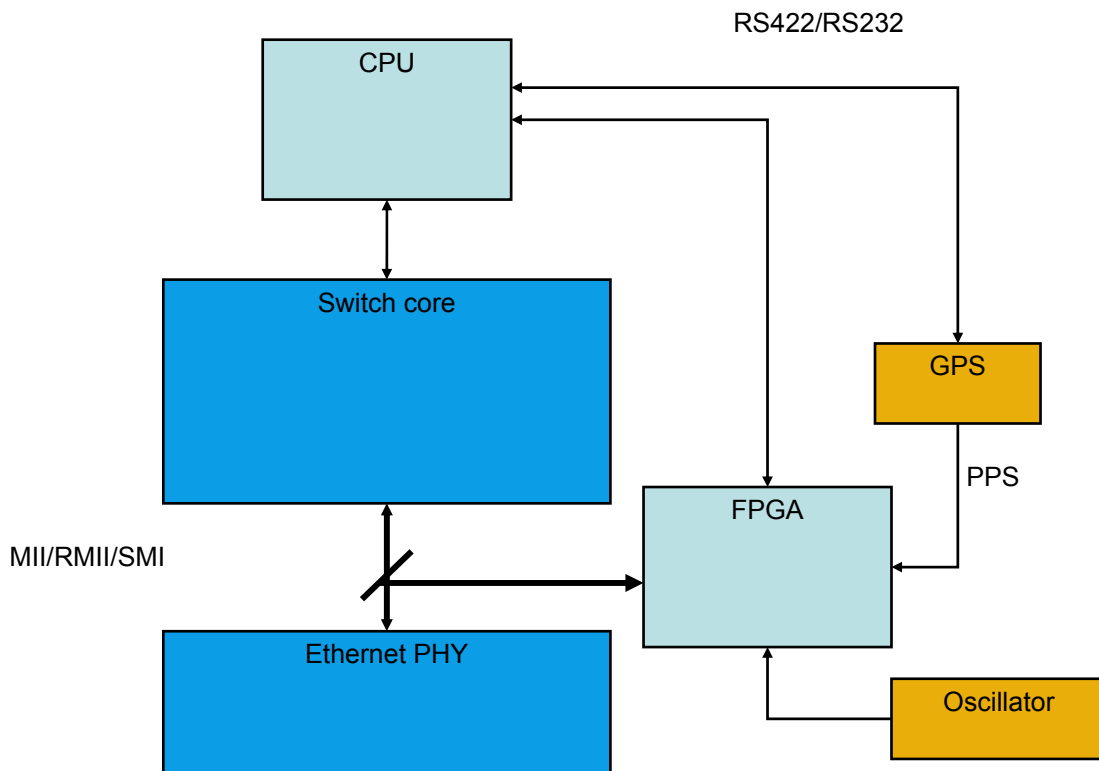 RS422/RS232
CPU
Switch core
GPS
PPS
FPGA
MII/RMII/SMI
Ethernet PHY
Oscillator